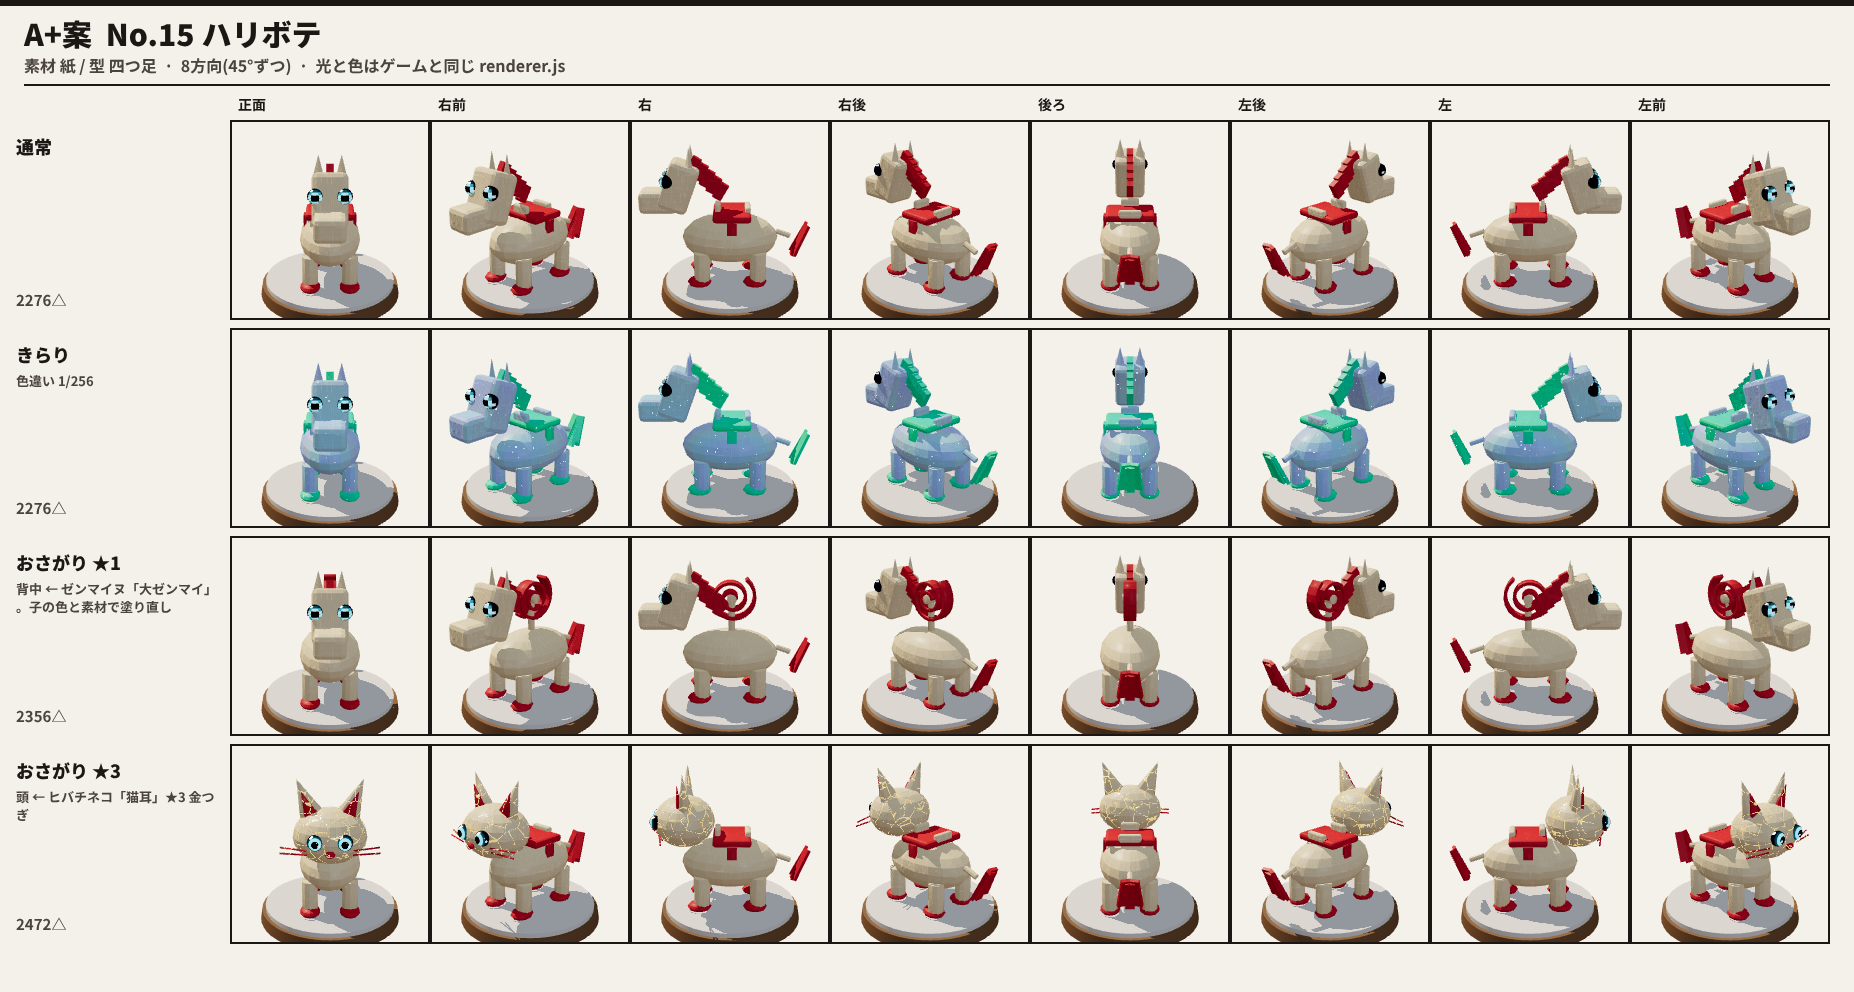 A+案 No.15 ハリボテ
素材 紙 / 型 四つ足 ・ 8方向(45°ずつ) ・ 光と色はゲームと同じ renderer.js
正面 右前 右 右後 後ろ 左後 左 左前
通常
2276△
きらり
色違い 1/256
2276△
おさがり ★1
背中 ← ゼンマイヌ「大ゼンマイ」
。子の色と素材で塗り直し
2356△
おさがり ★3
頭 ← ヒバチネコ「猫耳」★3 金つ
ぎ
2472△